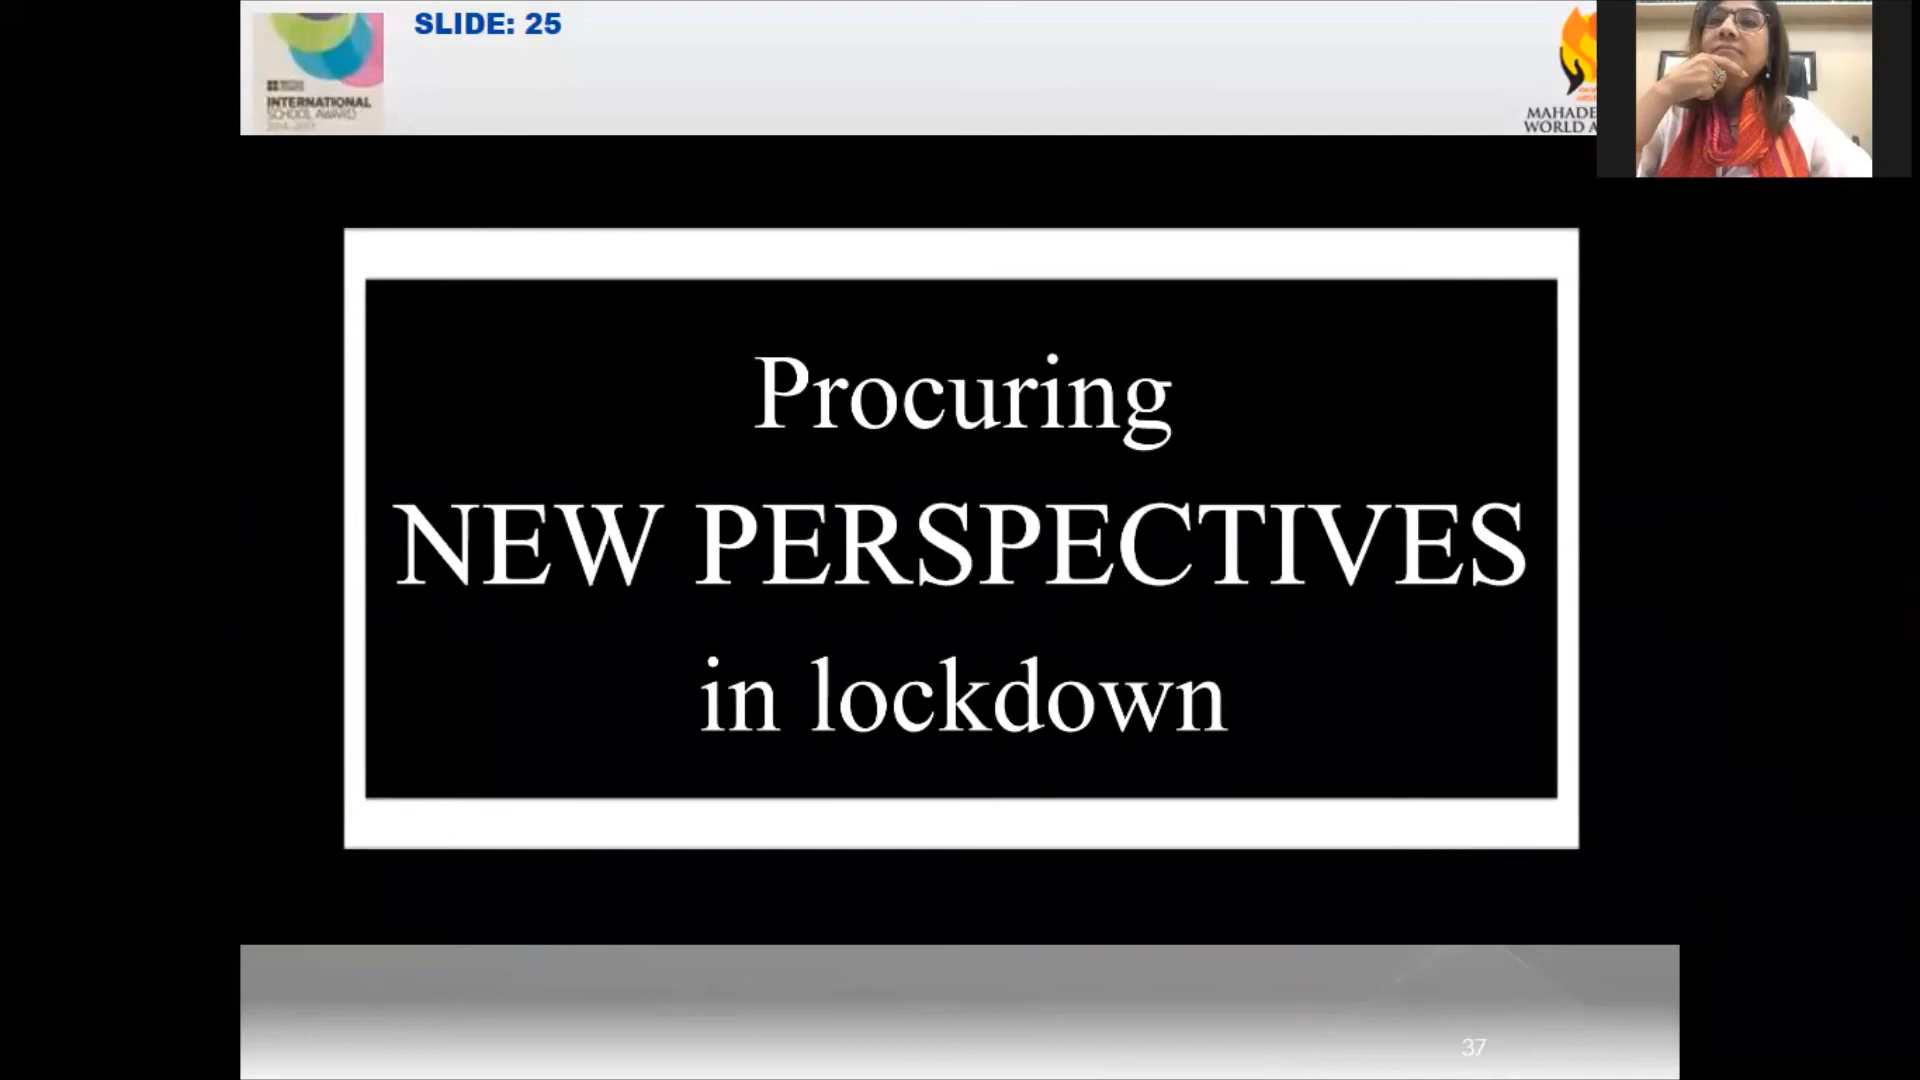 SLIDE: 25
INTERNATIONAL
SCHOOL AWARD
MAHADE
WORLD A
Procuring
NEW PERSPECTIVES
in lockdown
37